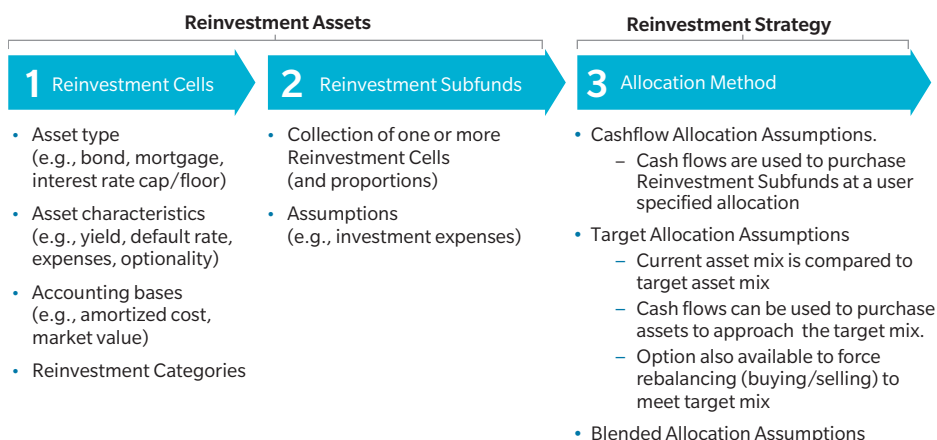 Reinvestment Assets
Reinvestment Strategy
1 Reinvestment Cells
2 Reinvestment Subfunds
3 Allocation Method
• Asset type
(e.g., bond, mortgage,
interest rate cap/floor)
• Asset characteristics
(e.g., yield, default rate,
expenses, optionality)
• Accounting bases
(e.g., amortized cost,
market value)
• Reinvestment Categories
• Collection of one or more
Reinvestment Cells
(and proportions)
• Assumptions
(e.g., investment expenses)
• Cashflow Allocation Assumptions.
– Cash flows are used to purchase
Reinvestment Subfunds at a user
specified allocation
• Target Allocation Assumptions
– Current asset mix is compared to
target asset mix
– Cash flows can be used to purchase
assets to approach the target mix.
– Option also available to force
rebalancing (buying/selling) to
meet target mix
• Blended Allocation Assumptions